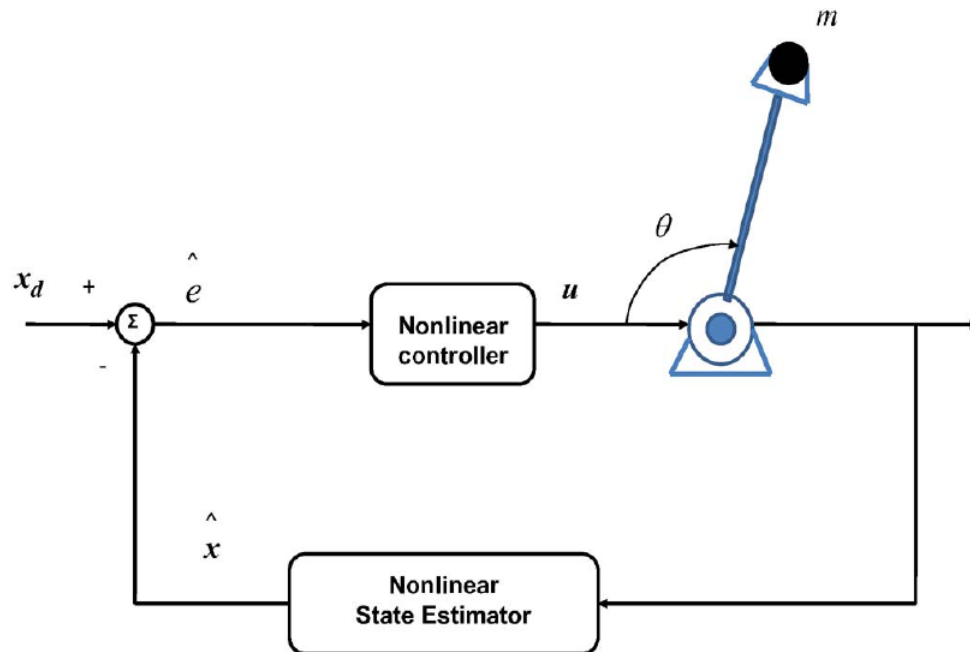 m
θ
^
x_d + e u
Σ
Nonlinear
controller
-
^
x
Nonlinear
State Estimator